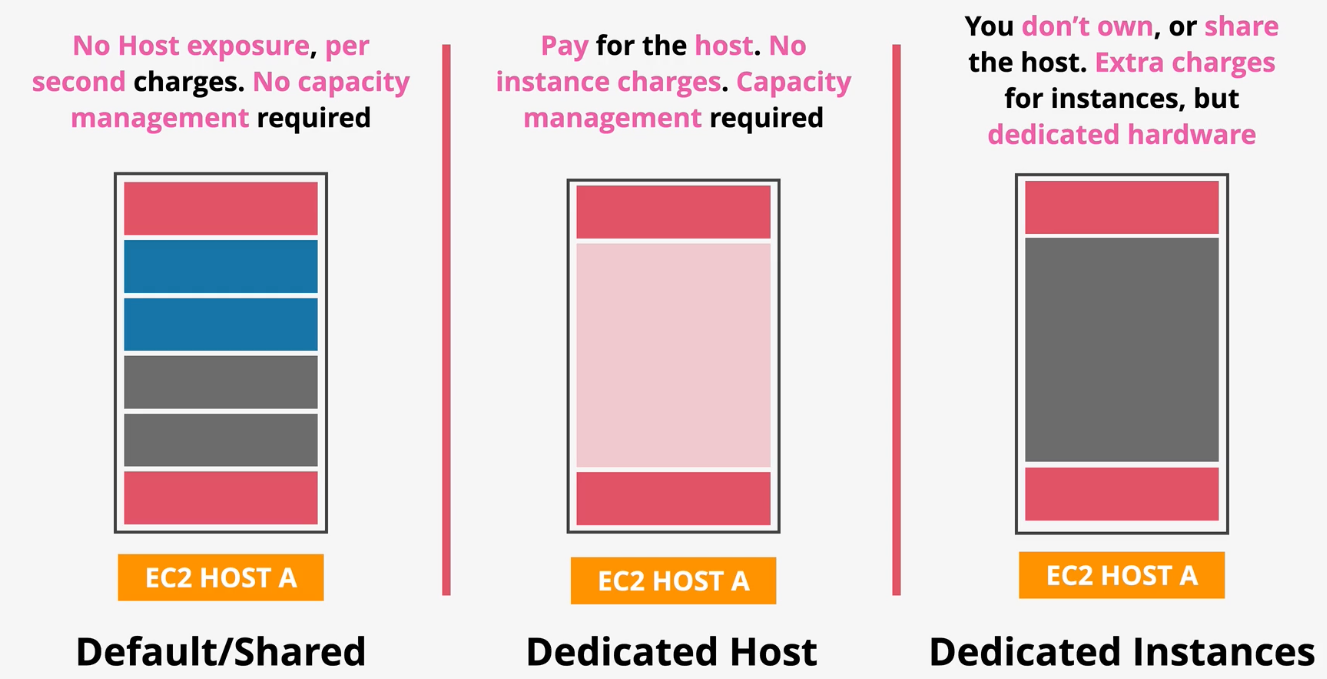 No Host exposure, per
second charges. No capacity
management required
EC2 HOST A
Default/Shared
Pay for the host. No
instance charges. Capacity
management required
EC2 HOST A
Dedicated Host
You don't own, or share
the host. Extra charges
for instances, but
dedicated hardware
EC2 HOST A
Dedicated Instances